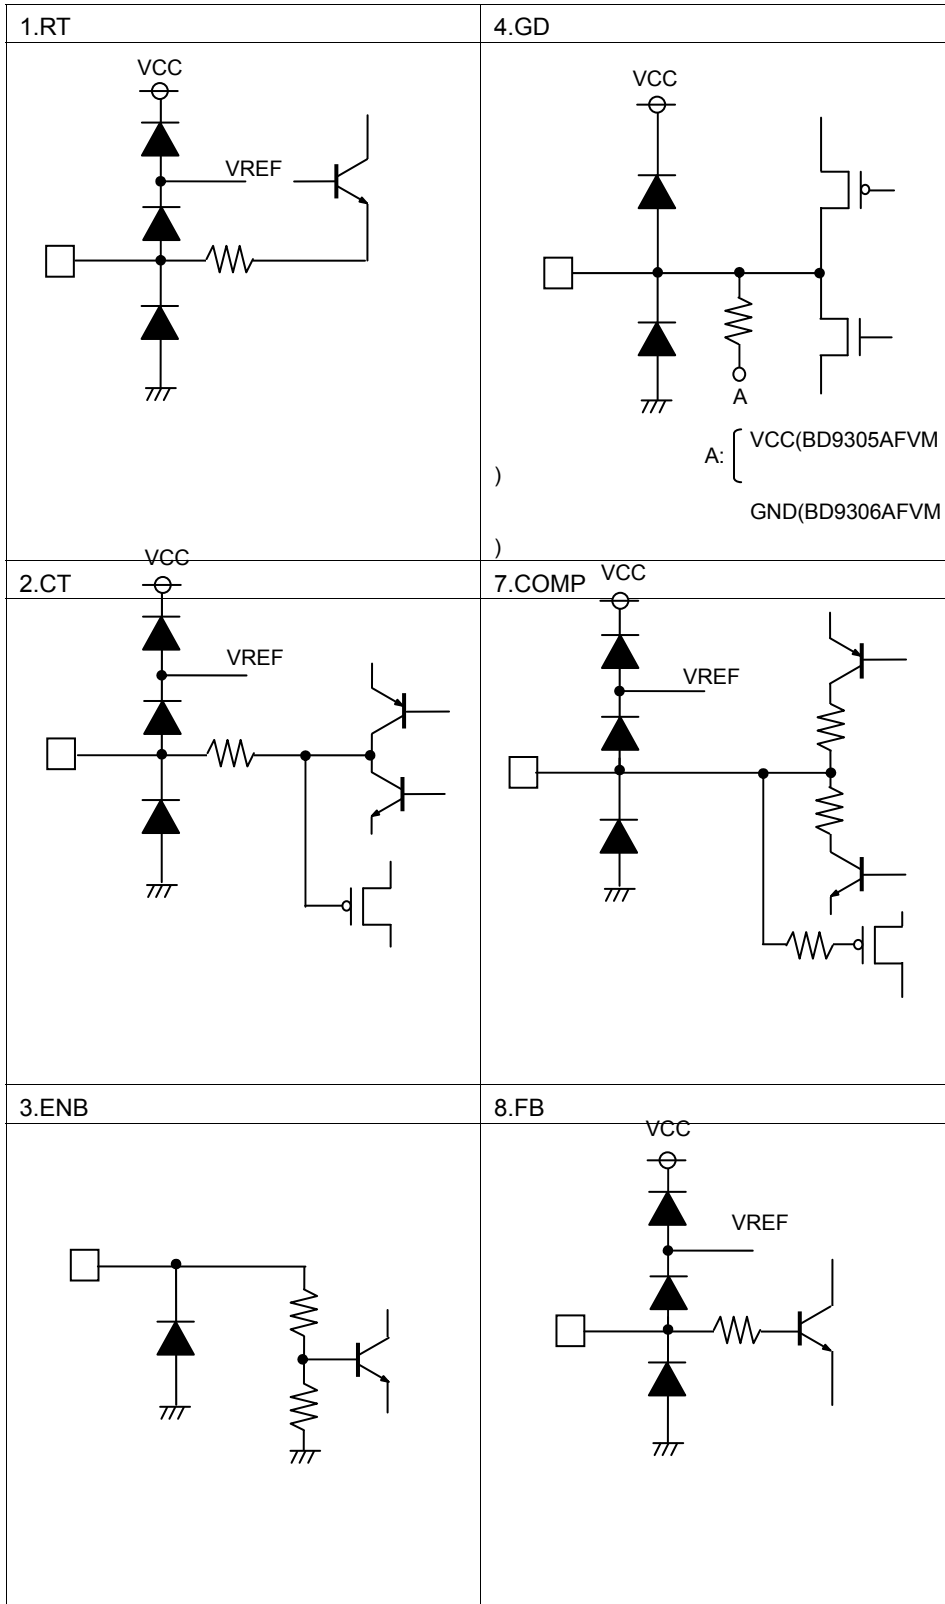 1.RT
4.GD
VCC
VREF
VCC
A
A:
VCC(BD9305AFVM
)
GND(BD9306AFVM
)
2.CT
7.COMP
VCC
VREF
VCC
VREF
3.ENB
8.FB
VCC
VREF